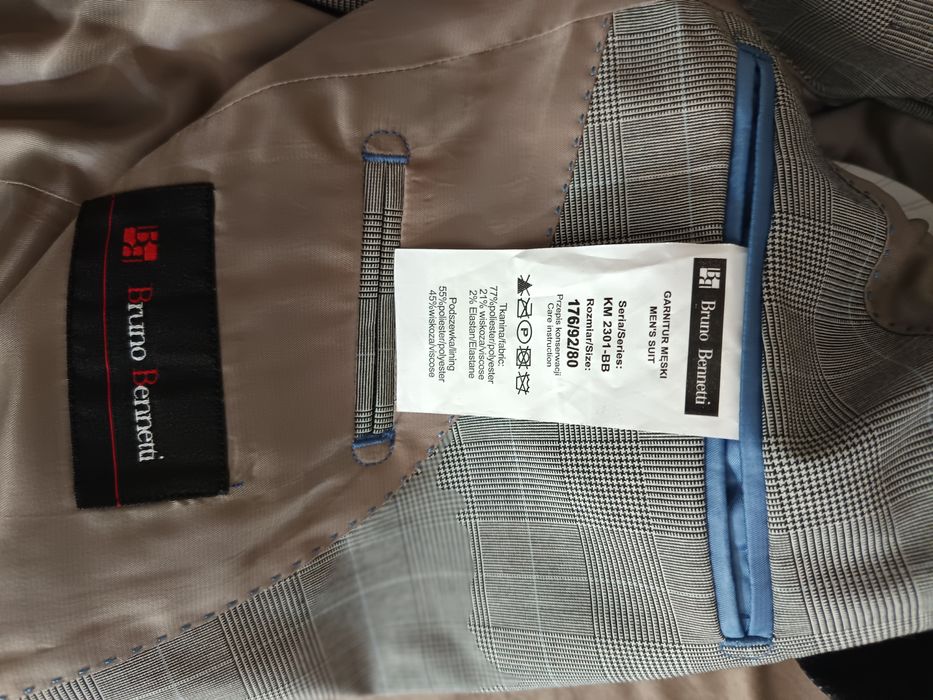 Bruno Bennetti
Bruno Bennetti
GARNITUR MĘSKI
MEN'S SUIT
Seria/Series:
KM 2301-BB
Rozmiar/Size:
176/92/80
Przepis konserwacji
Care instruction
P
Tkanina/fabric:
77%poliester/polyester
21% wiskoza/viscose
2% Elastan/Elastane
Podszewka/lining
55%poliester/polyester
45%wiskoza/viscose